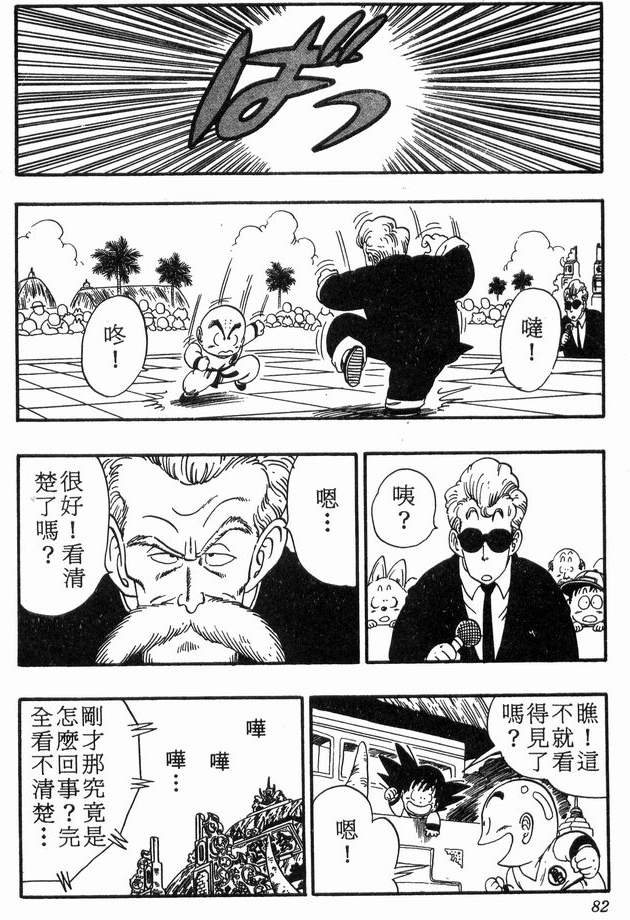 ばっ
噠！
咚！
咦？
嗯…
很好！看清
楚了嗎？
瞧！這
不就看
得見了
嗎？
嗯！
嘩
嘩
嘩…
剛才那究竟是
怎麼回事？完
全看不清楚…
82